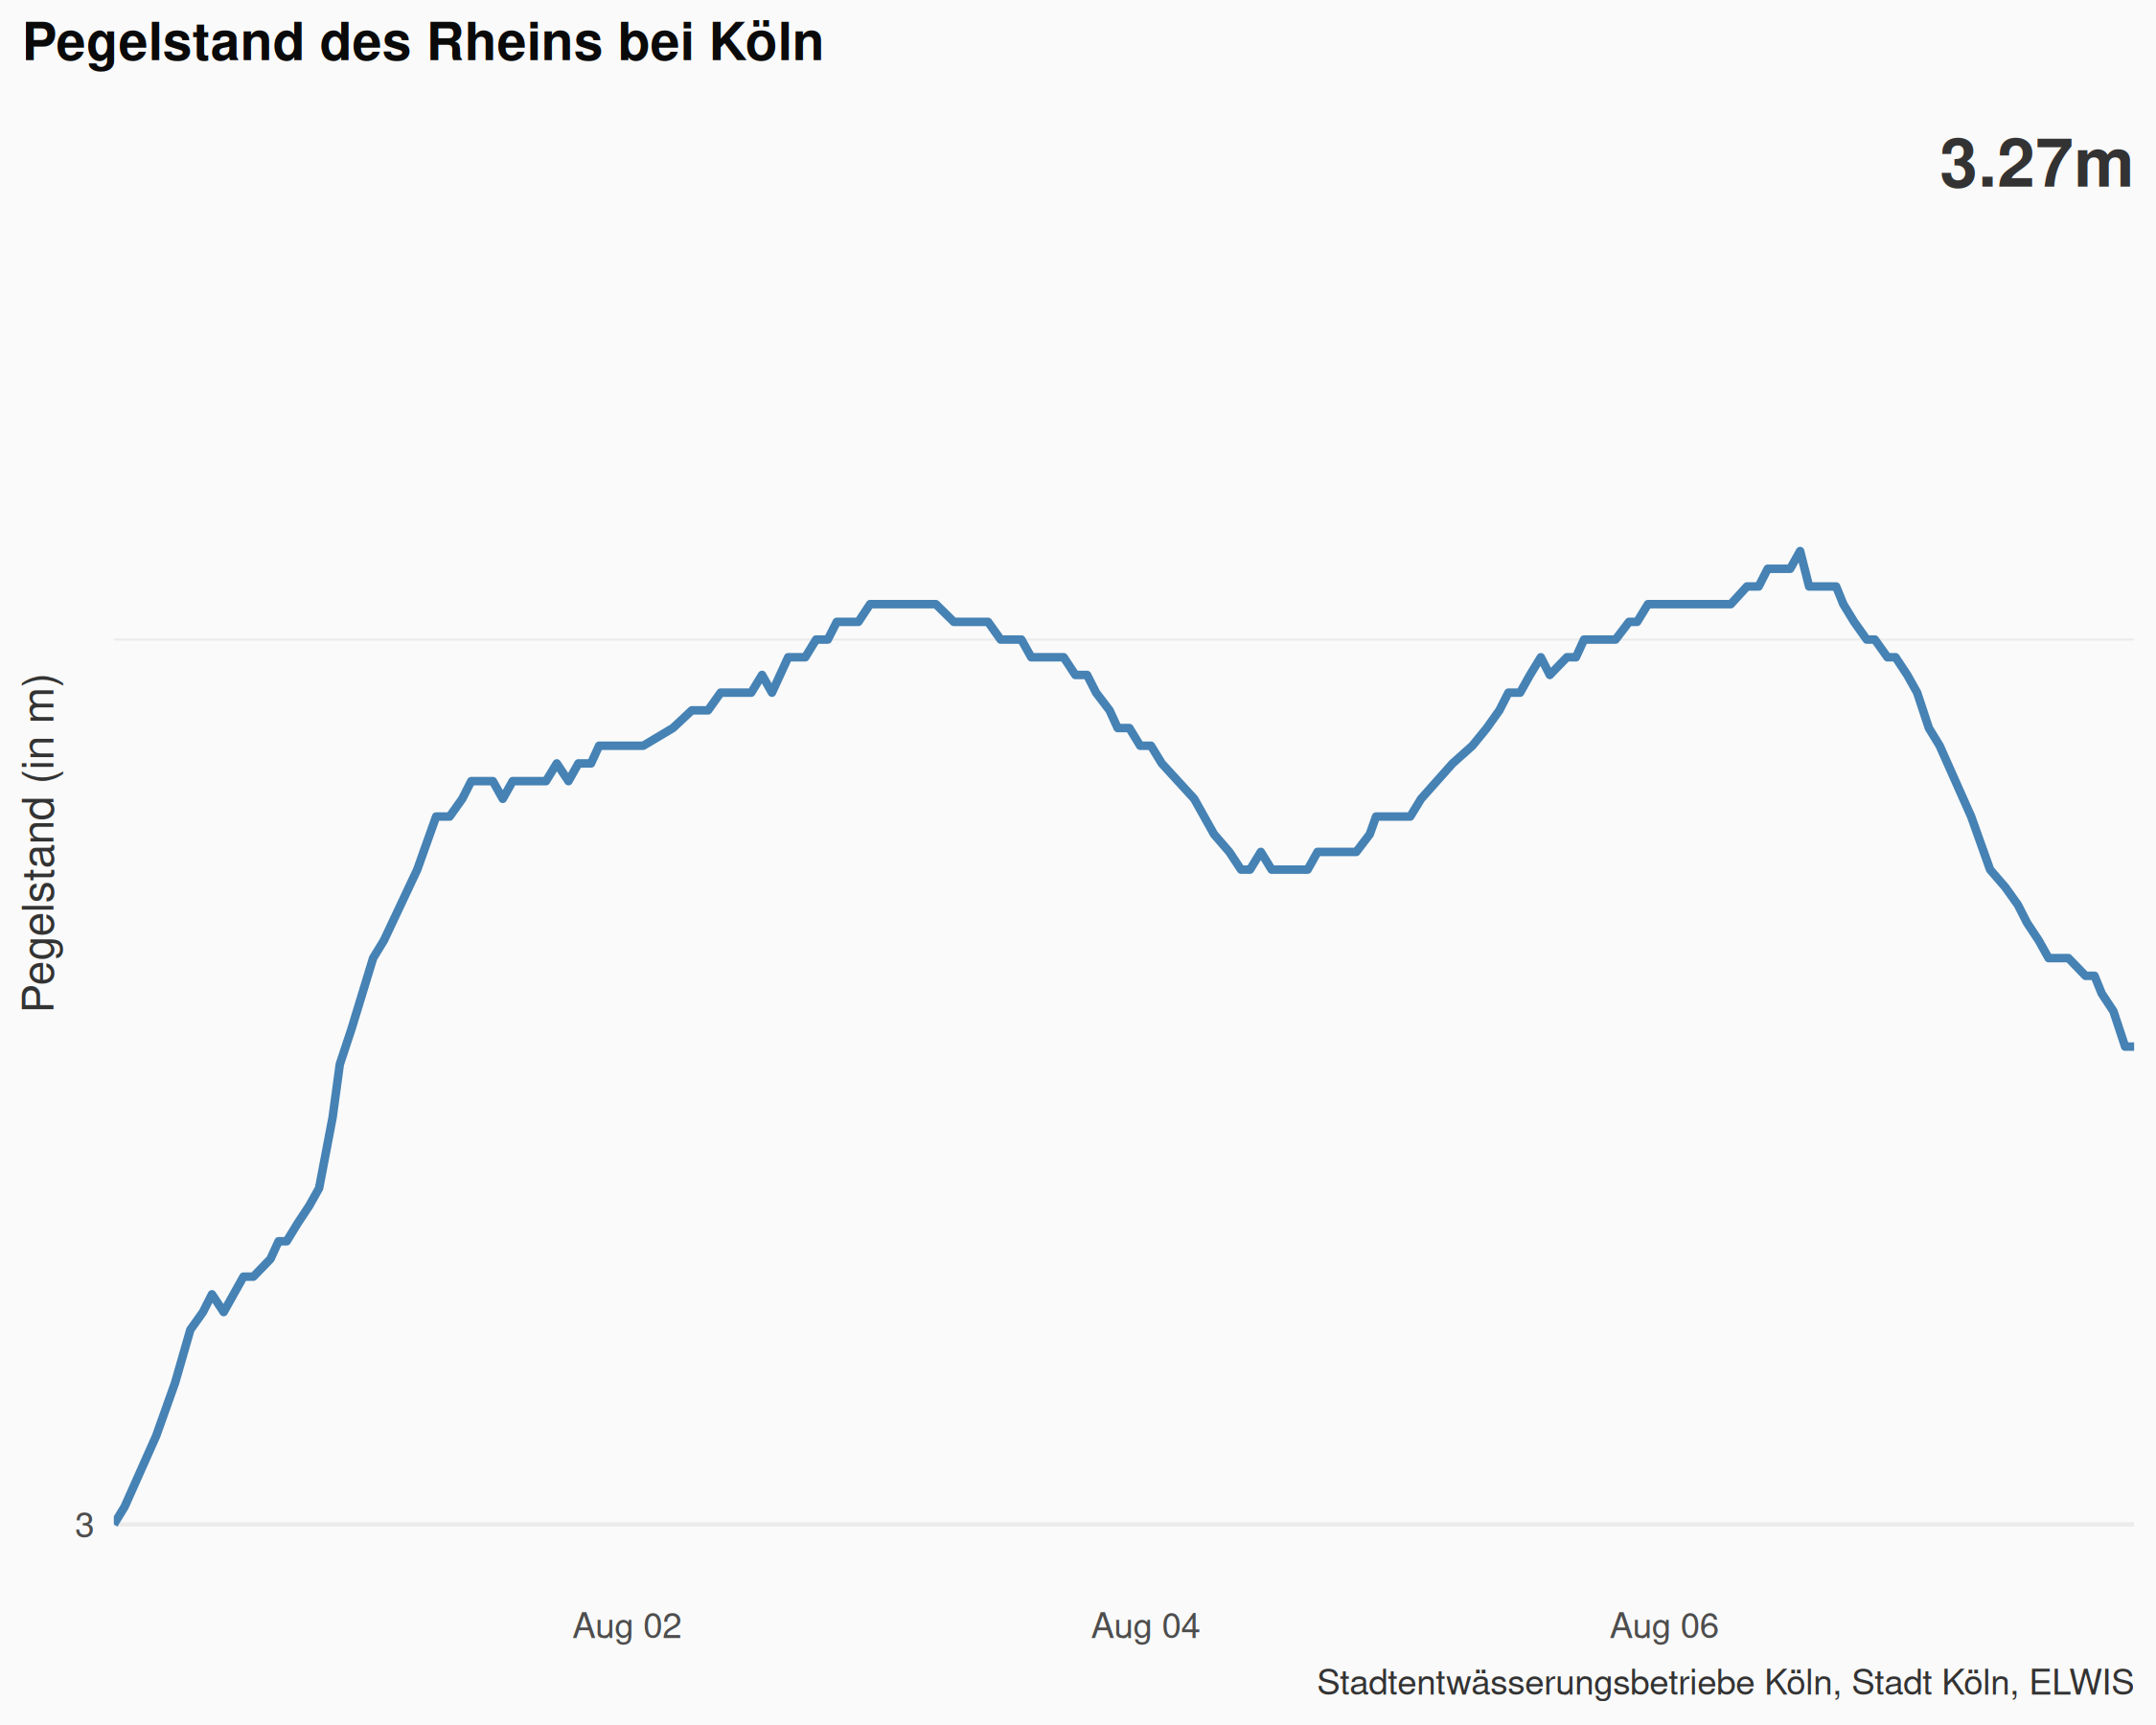 Pegelstand des Rheins bei Köln
3.27m
Pegelstand (in m)
3
Aug 02
Aug 04
Aug 06
Stadtentwässerungsbetriebe Köln, Stadt Köln, ELWIS